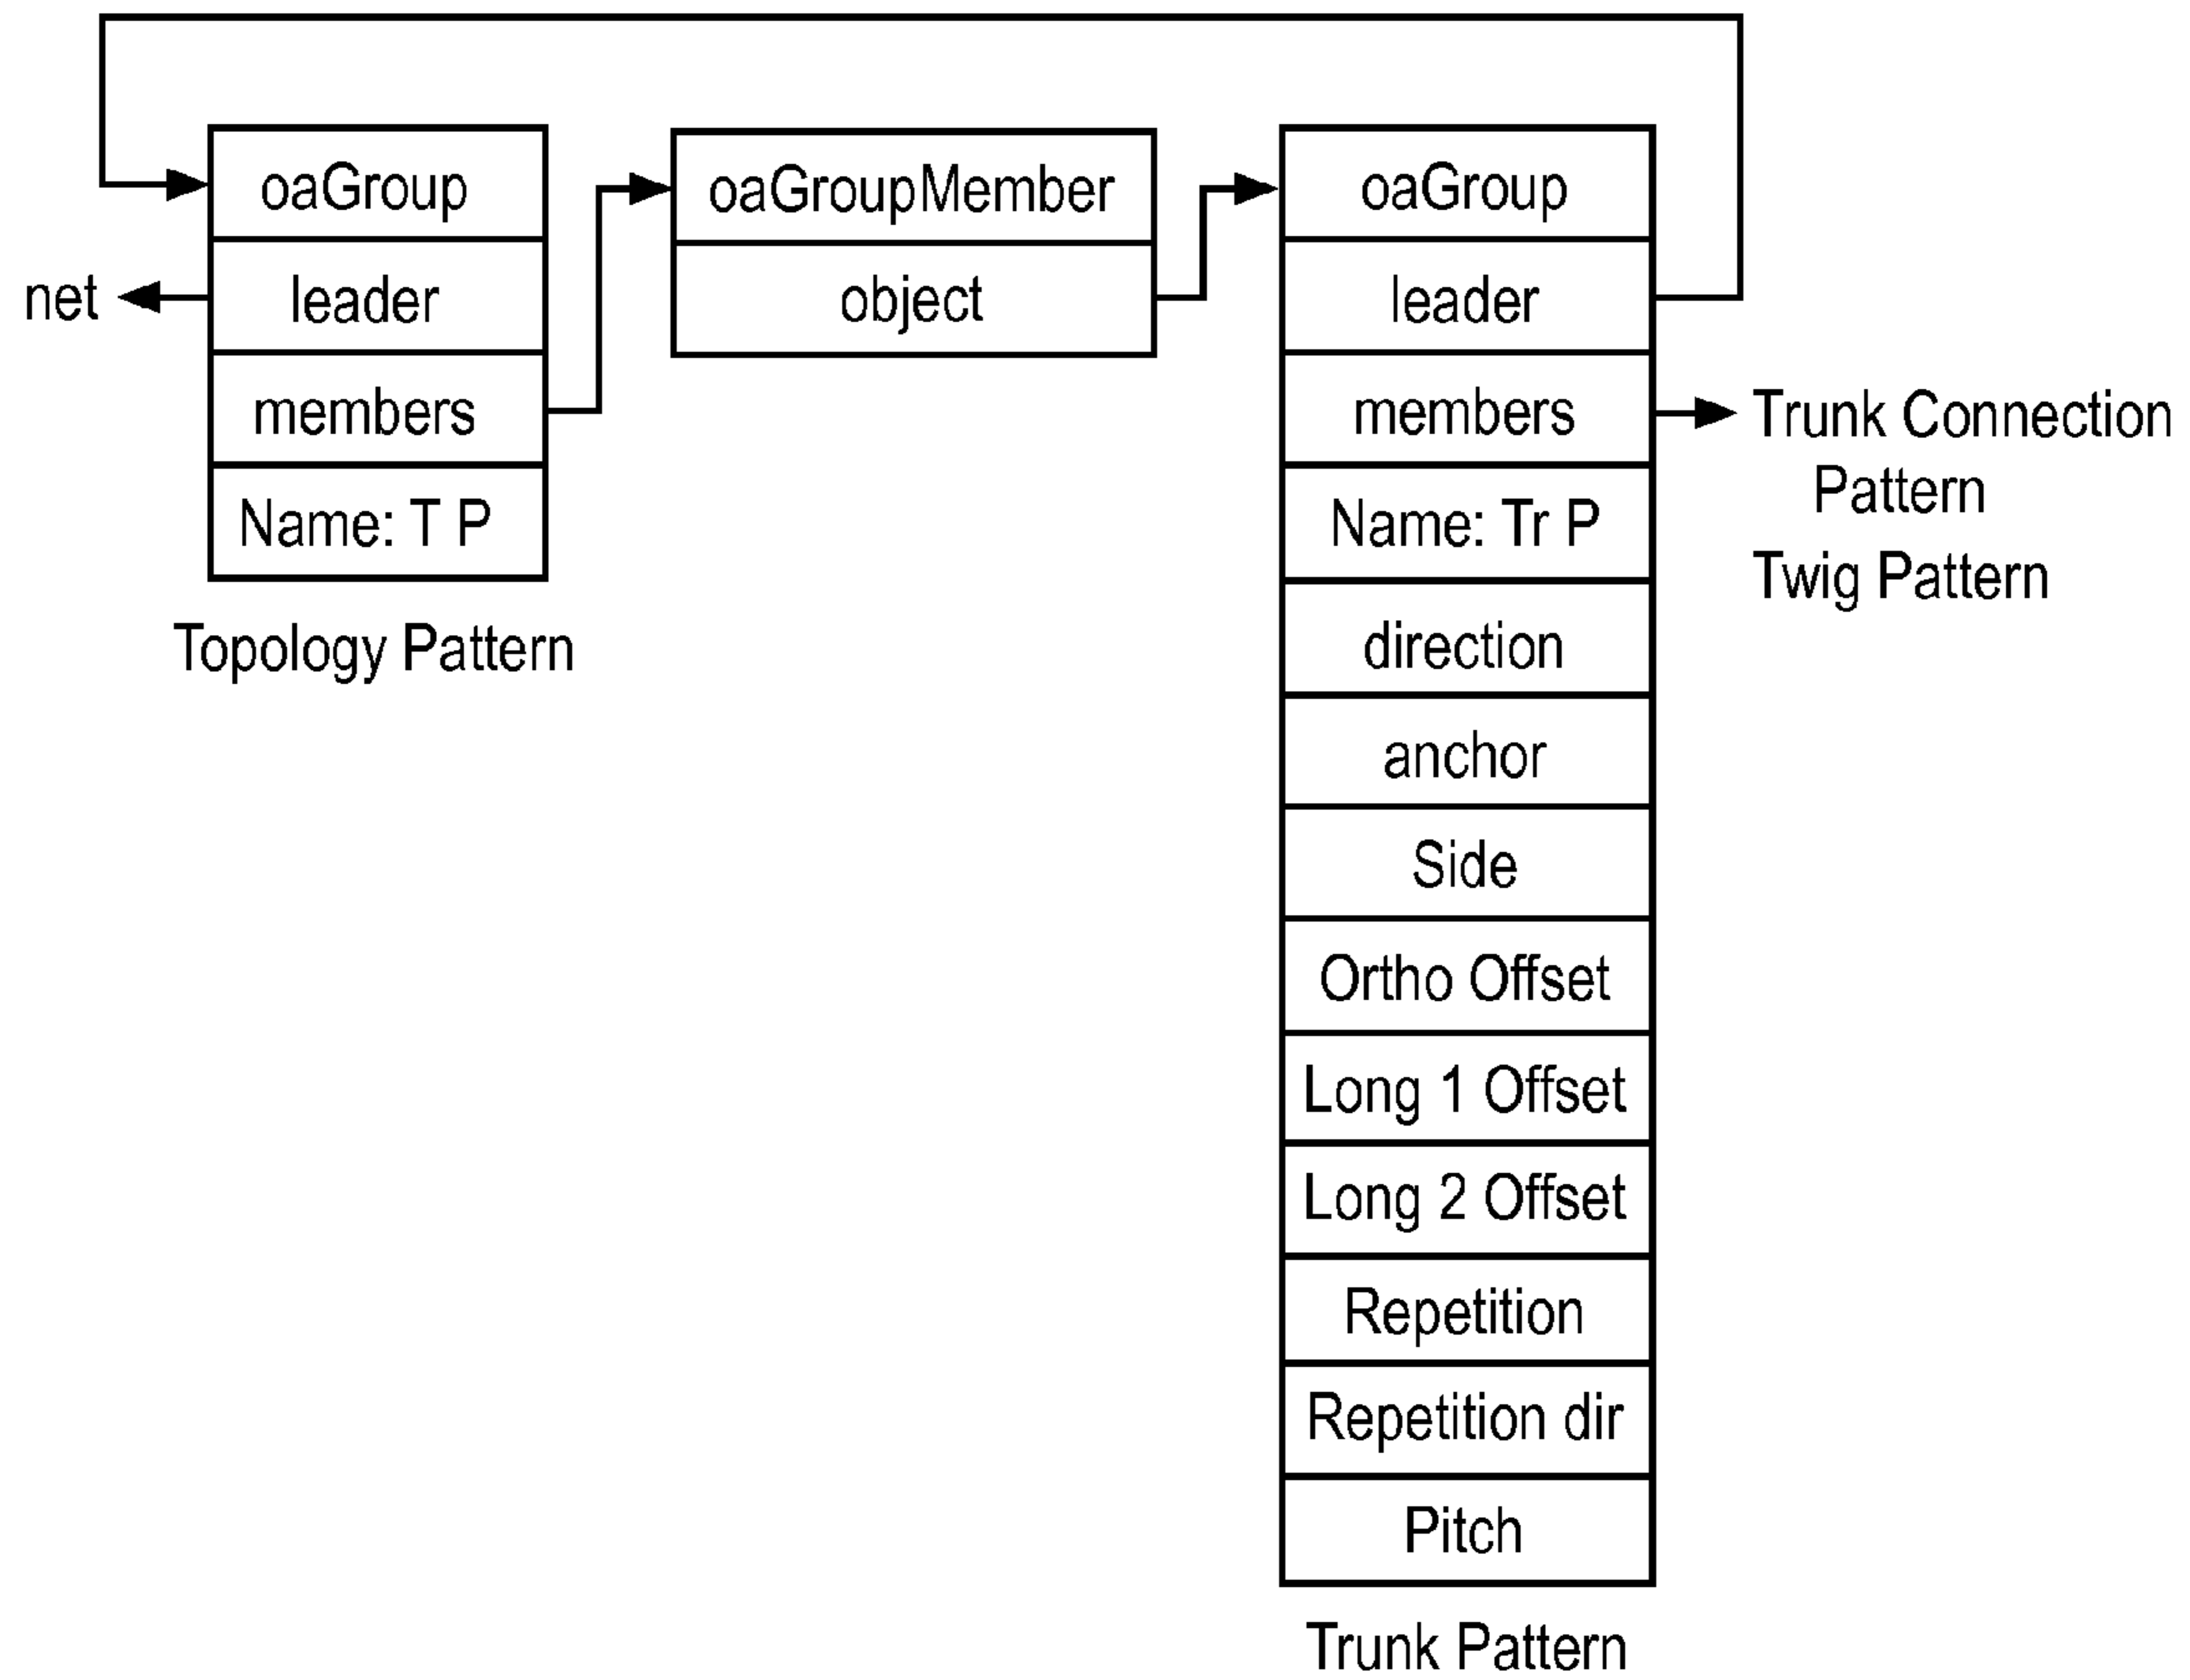 net
oaGroup
leader
members
Name: T P
Topology Pattern
oaGroupMember
object
oaGroup
leader
members
Name: Tr P
direction
anchor
Side
Ortho Offset
Long 1 Offset
Long 2 Offset
Repetition
Repetition dir
Pitch
Trunk Pattern
Trunk Connection
Pattern
Twig Pattern